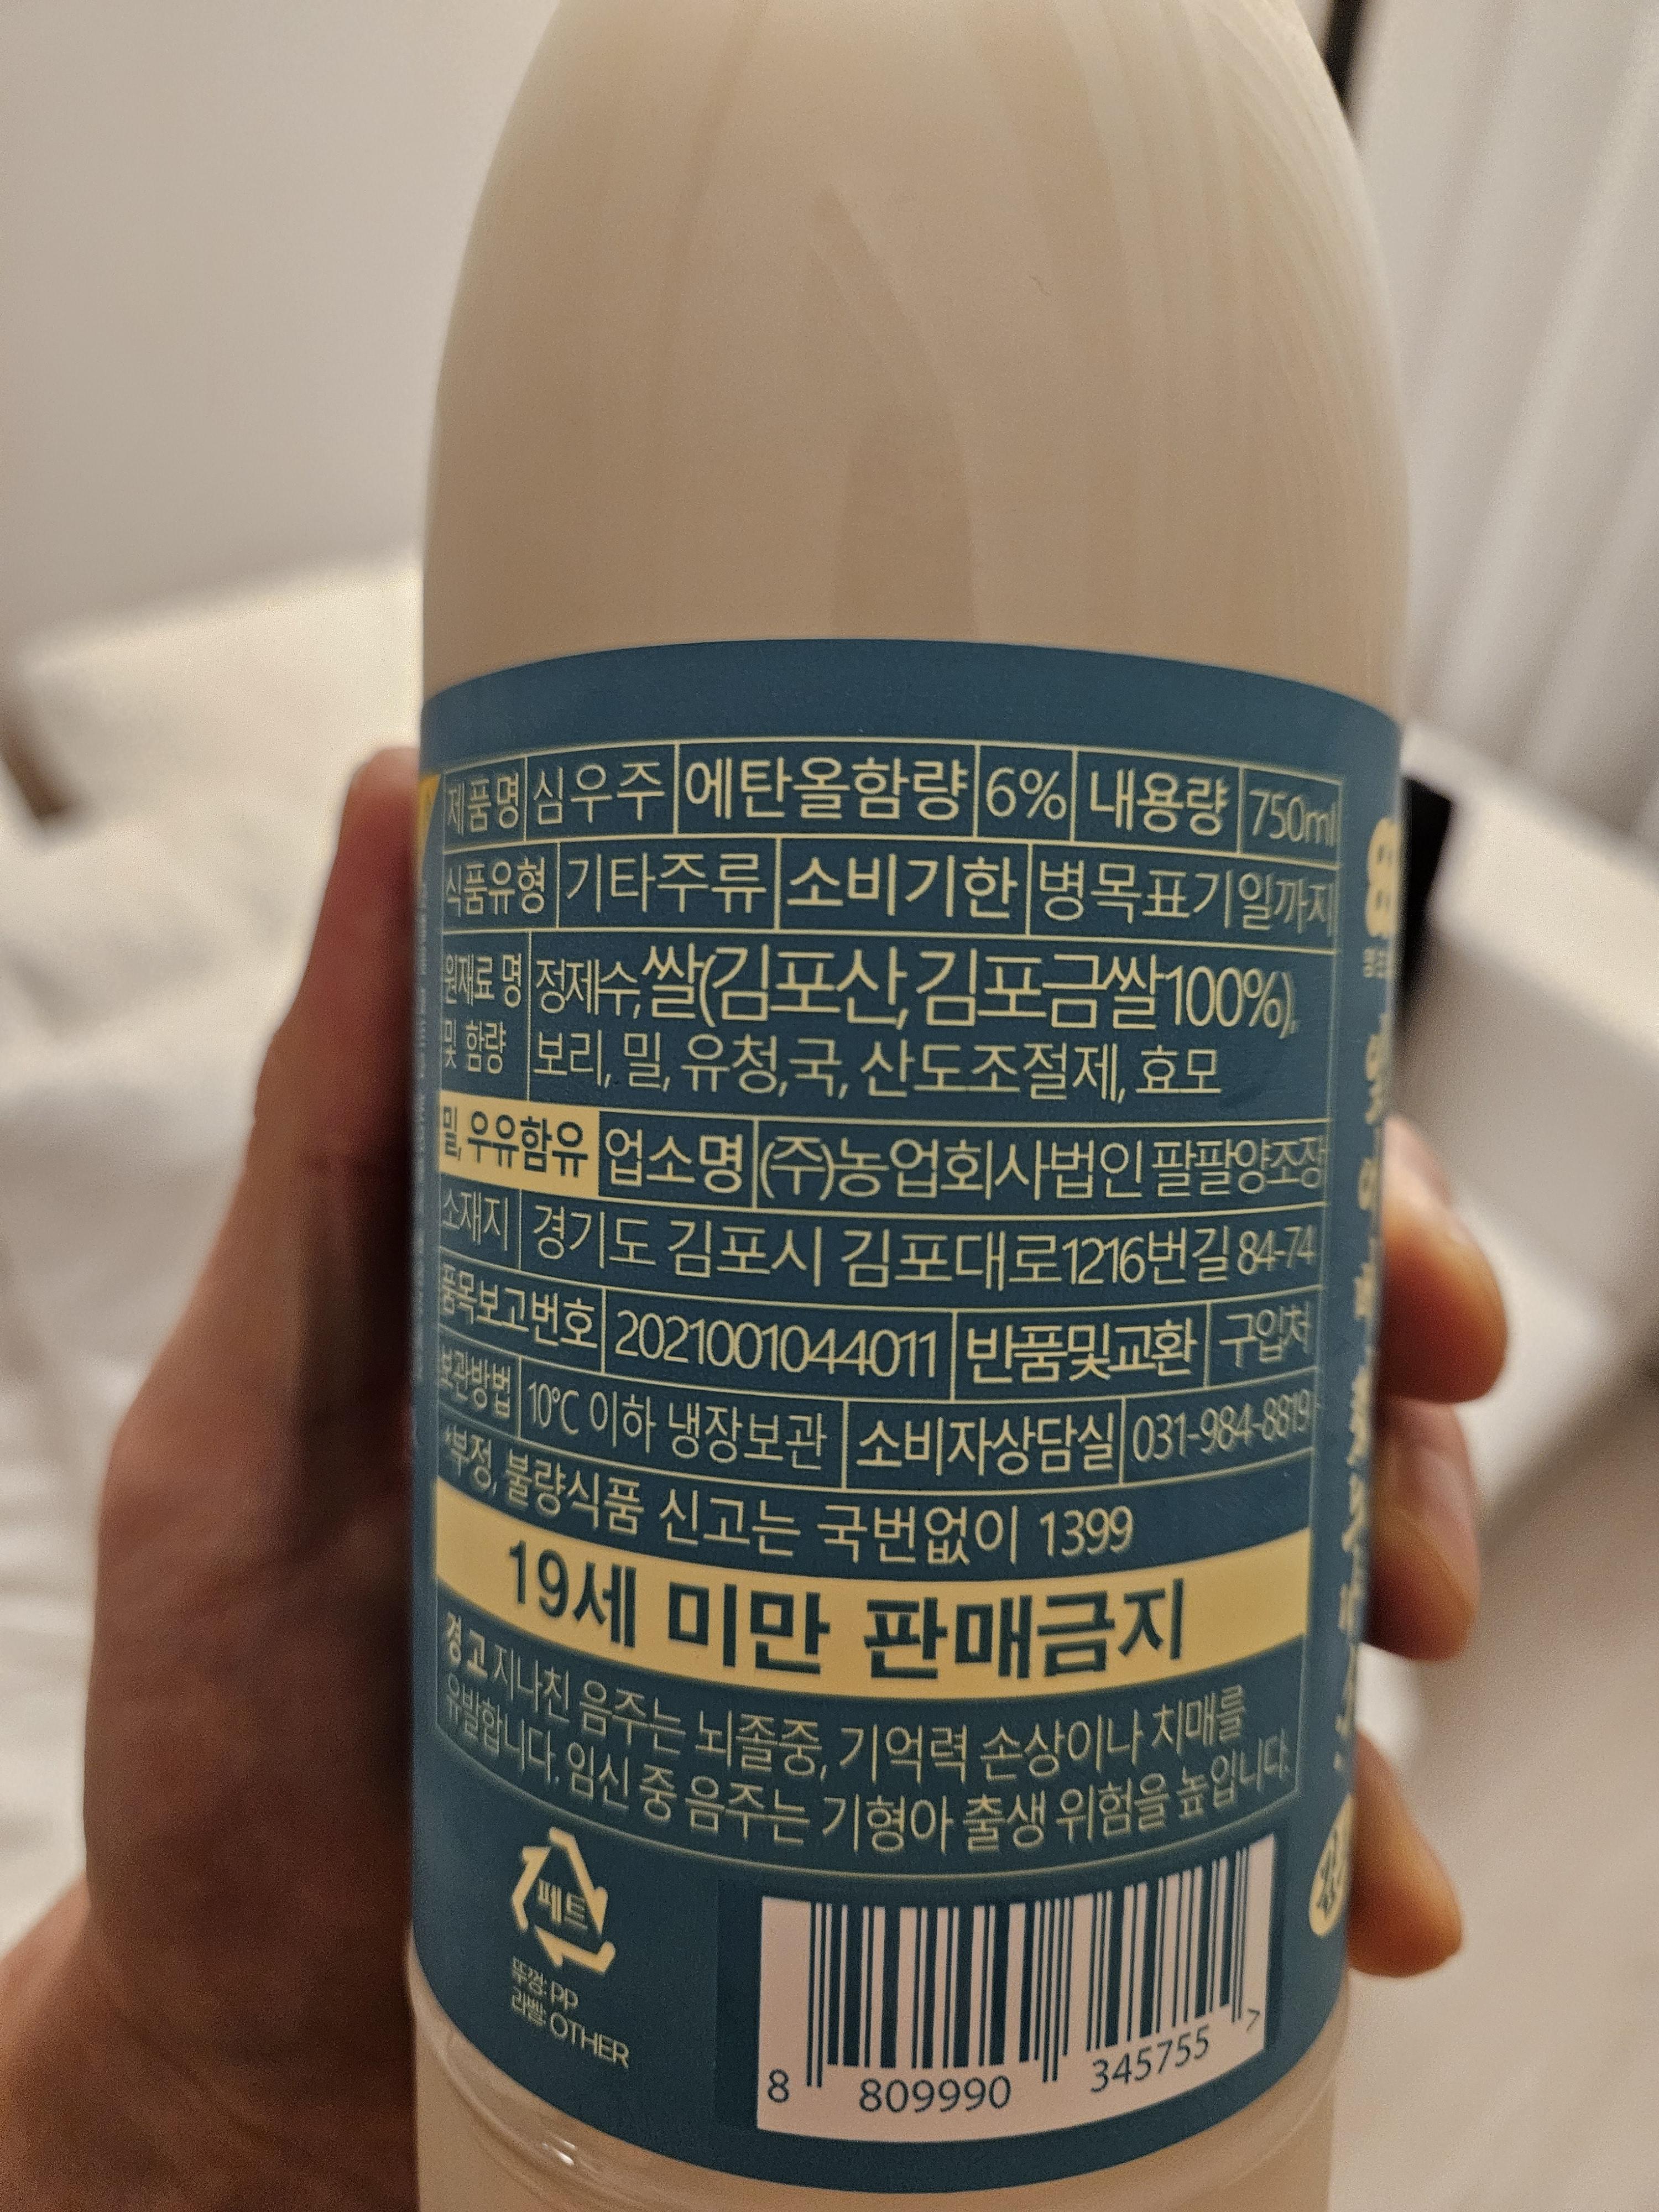 제품명 심우주 에탄올함량 6% 내용량 750ml
식품유형 기타주류 소비기한 병목표기일까지
원재료 명 및 함량 정제수, 쌀(김포산, 김포금쌀100%),
보리, 밀, 유청, 국, 산도조절제, 효모
밀, 우유함유 업소명 (주)농업회사법인 팔팔양조장
소재지 경기도 김포시 김포대로1216번길 84-74
품목보고번호 2021001044011 반품및교환 구입처
보관방법 10℃ 이하 냉장보관 소비자상담실 031-984-8819
*부정, 불량식품 신고는 국번없이 1399
19세 미만 판매금지
경고 지나친 음주는 뇌졸중, 기억력 손상이나 치매를
유발합니다. 임신 중 음주는 기형아 출생 위험을 높입니다.
페트
뚜껑: PP
라벨: OTHER
8 809990 345755 >